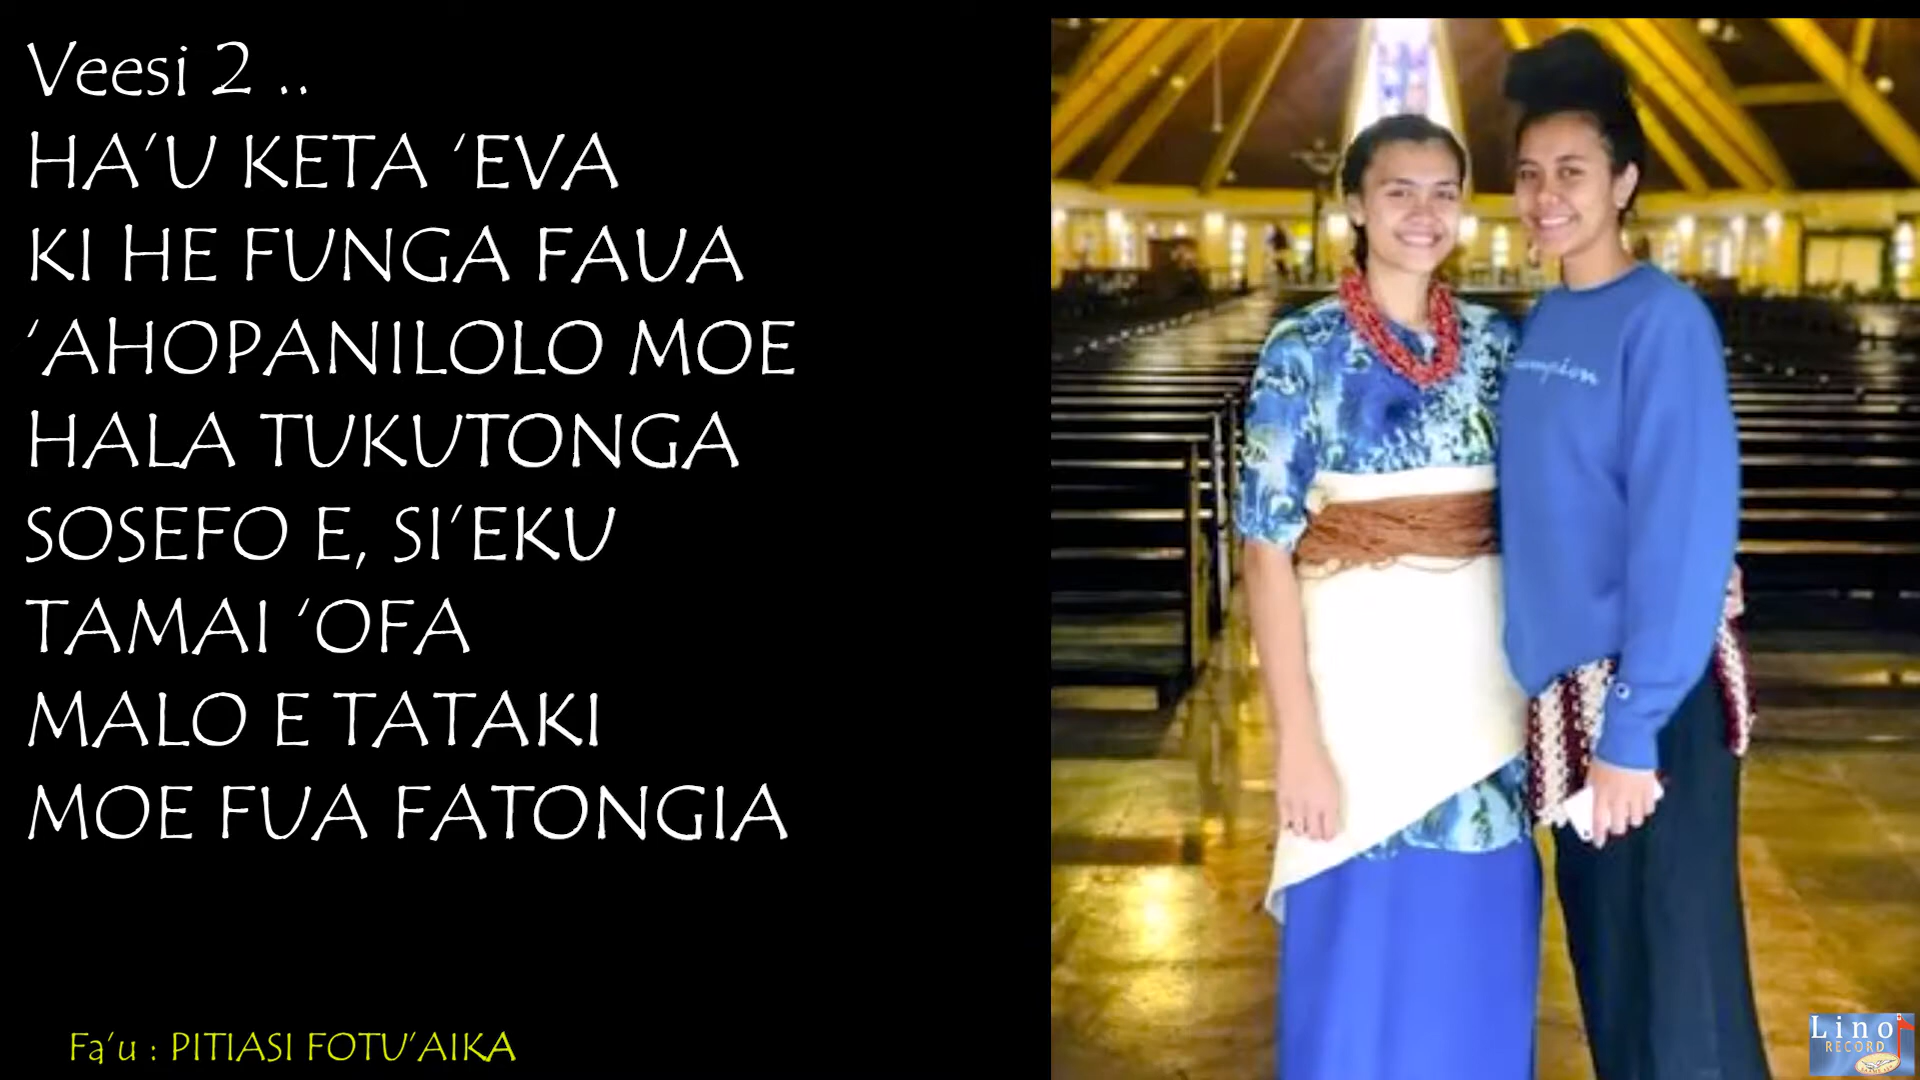 Veesi 2 ..
HA’U KETA ‘EVA
KI HE FUNGA FAUA
‘AHOPANILOLO MOE
HALA TUKUTONGA
SOSEFO E, SI’EKU
TAMAI ‘OFA
MALO E TATAKI
MOE FUA FATONGIA
Fa’u : PITIASI FOTU’AIKA
Lino
RECORD